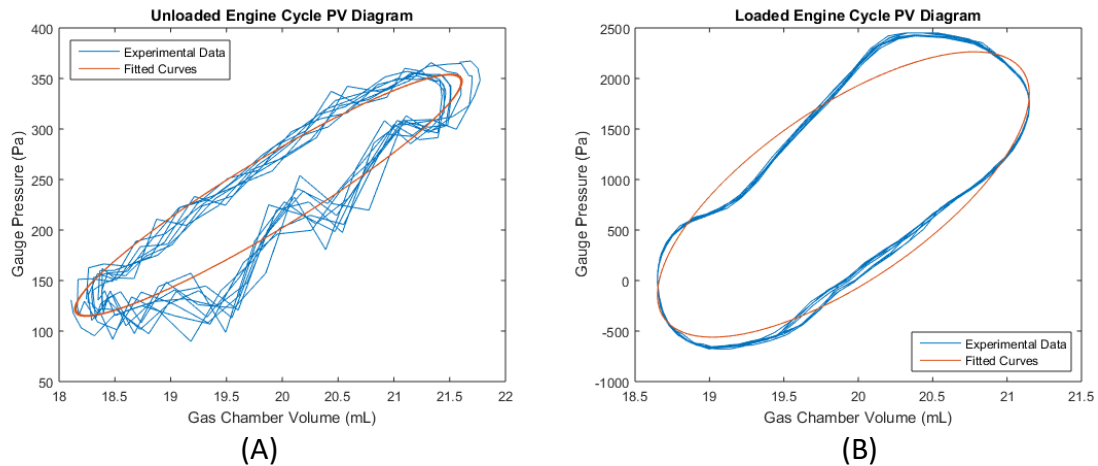 Unloaded Engine Cycle PV Diagram
400
350
300
250
200
150
100
50
Gauge Pressure (Pa)
Experimental Data
Fitted Curves
18
18.5
19
19.5
20
20.5
21
21.5
22
Gas Chamber Volume (mL)
(A)
Loaded Engine Cycle PV Diagram
2500
2000
1500
1000
500
0
-500
-1000
Gauge Pressure (Pa)
Experimental Data
Fitted Curves
18.5
19
19.5
20
20.5
21
21.5
Gas Chamber Volume (mL)
(B)